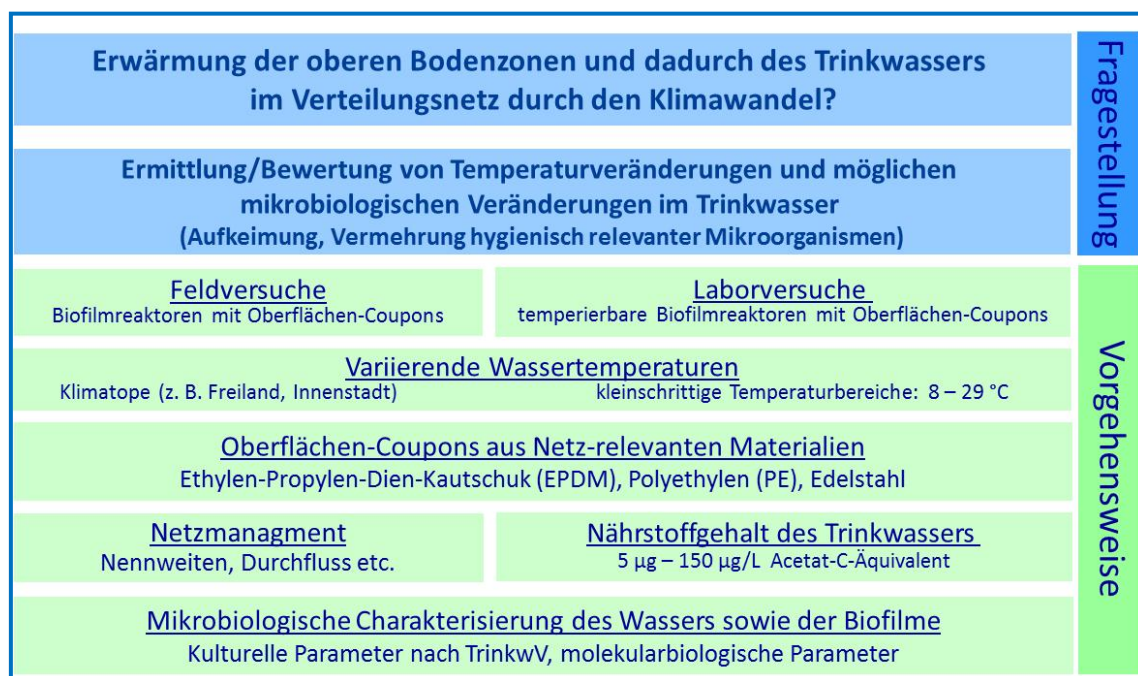 Erwärmung der oberen Bodenzonen und dadurch des Trinkwassers
im Verteilungsnetz durch den Klimawandel?
Ermittlung/Bewertung von Temperaturveränderungen und möglichen
mikrobiologischen Veränderungen im Trinkwasser
(Aufkeimung, Vermehrung hygienisch relevanter Mikroorganismen)
Fragestellung
Feldversuche
Biofilmreaktoren mit Oberflächen-Coupons
Laborversuche
temperierbare Biofilmreaktoren mit Oberflächen-Coupons
Variierende Wassertemperaturen
Klimatope (z. B. Freiland, Innenstadt)
kleinschrittige Temperaturbereiche: 8 – 29 °C
Oberflächen-Coupons aus Netz-relevanten Materialien
Ethylen-Propylen-Dien-Kautschuk (EPDM), Polyethylen (PE), Edelstahl
Netzmanagment
Nennweiten, Durchfluss etc.
Nährstoffgehalt des Trinkwassers
5 µg – 150 µg/L Acetat-C-Äquivalent
Mikrobiologische Charakterisierung des Wassers sowie der Biofilme
Kulturelle Parameter nach TrinkwV, molekularbiologische Parameter
Vorgehensweise